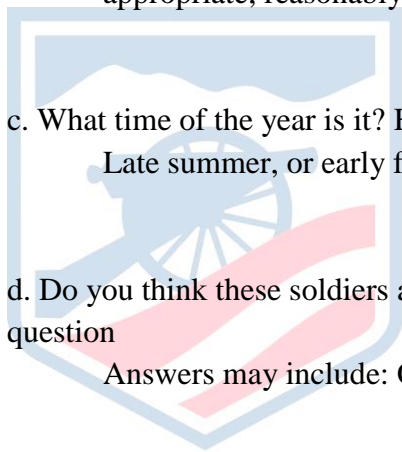 appropriate, reasonably
c. What time of the year is it?
Late summer, or early
d. Do you think these soldiers
question
Answers may include: